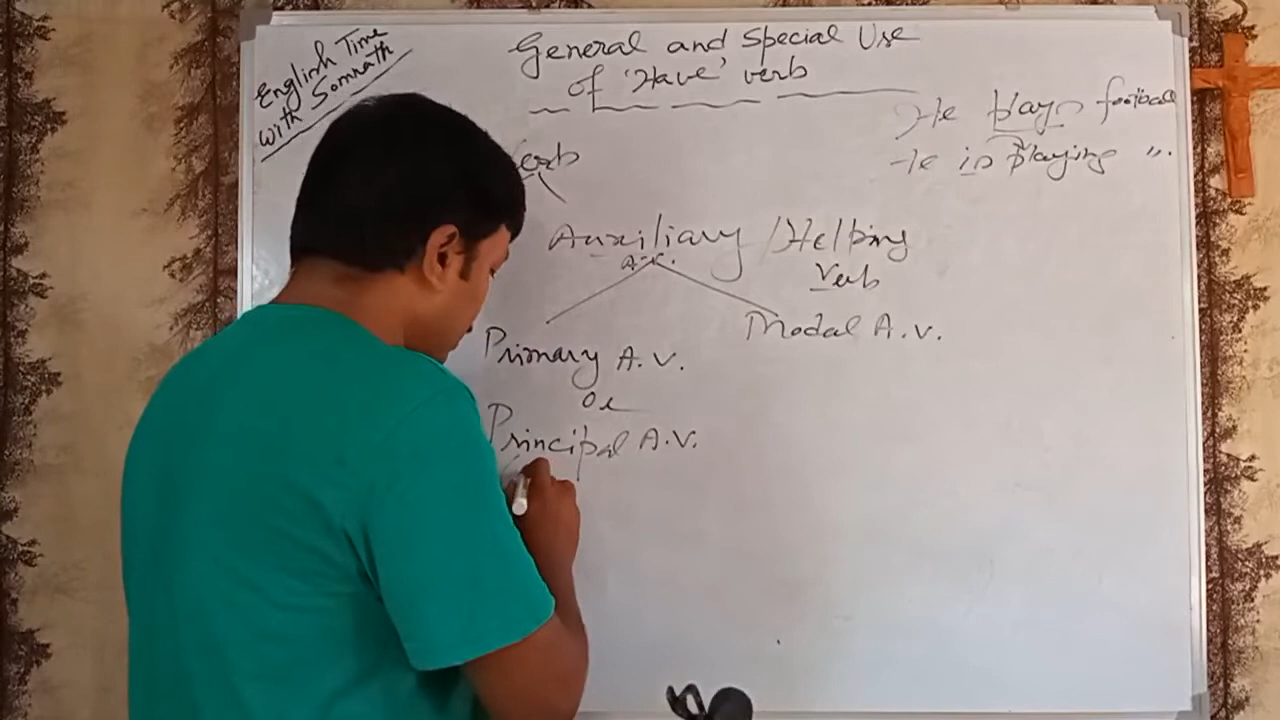 English Time
with Somnath
General and Special Use
of 'Have' verb
He plays football
He is playing ".
Verb
Auxiliary / Helping
A.V.
Verb
Primary A.V.
Modal A.V.
Or
Principal A.V.